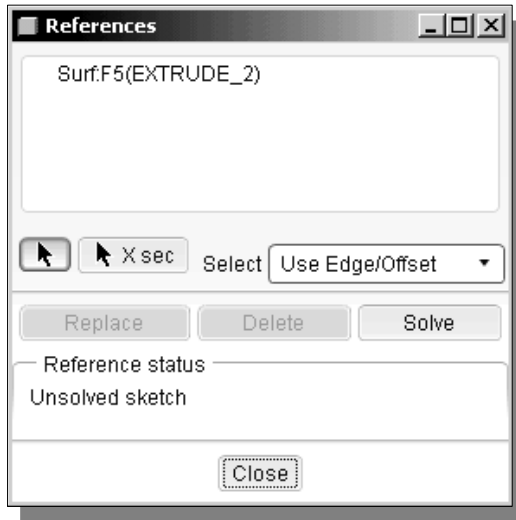 References
Surf:F5(EXTRUDE_2)
X sec
Select
Use Edge/Offset
Replace
Delete
Solve
Reference status
Unsolved sketch
Close